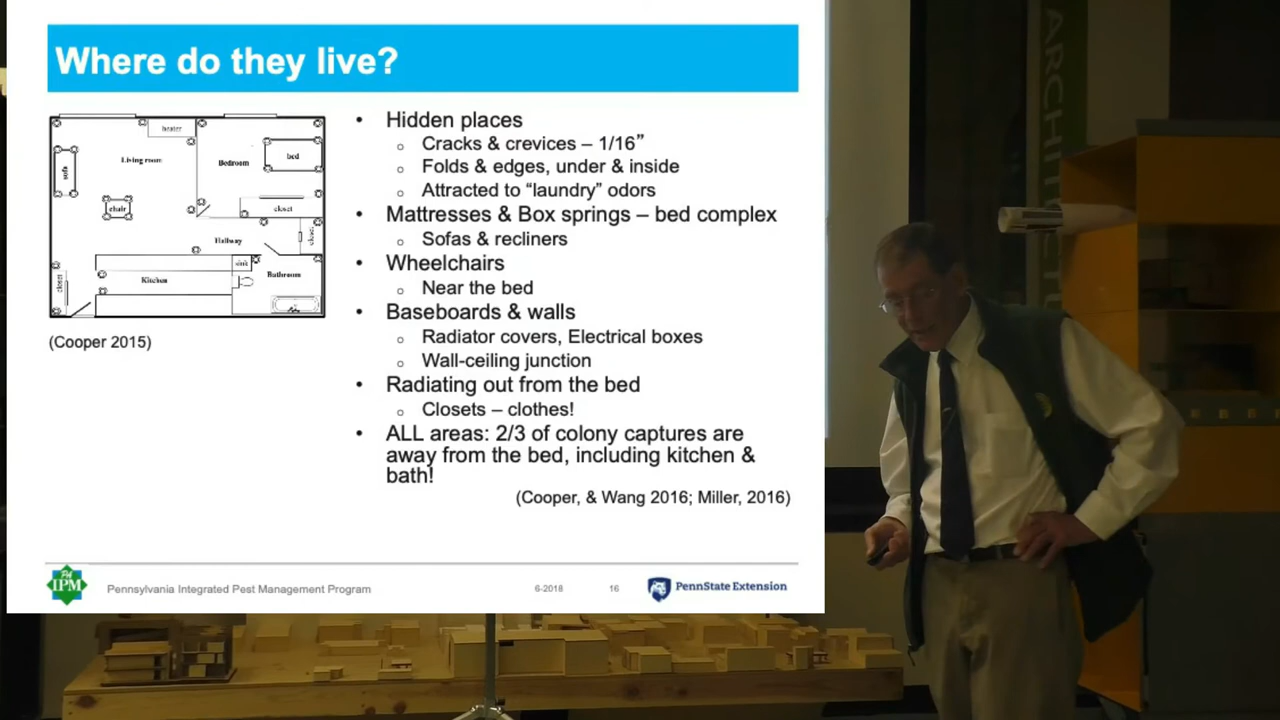 Where do they live?
heater
Living room
Bedroom
bed
sofa
chair
closet
closet
Hallway
sink
Kitchen
Bathroom
closet
(Cooper 2015)
• Hidden places
o Cracks & crevices – 1/16”
o Folds & edges, under & inside
o Attracted to “laundry” odors
• Mattresses & Box springs – bed complex
o Sofas & recliners
• Wheelchairs
o Near the bed
• Baseboards & walls
o Radiator covers, Electrical boxes
o Wall-ceiling junction
• Radiating out from the bed
o Closets – clothes!
• ALL areas: 2/3 of colony captures are
away from the bed, including kitchen &
bath!
(Cooper, & Wang 2016; Miller, 2016)
PA
IPM
Pennsylvania Integrated Pest Management Program
6-2018
16
PennState Extension
ARCHITECTU